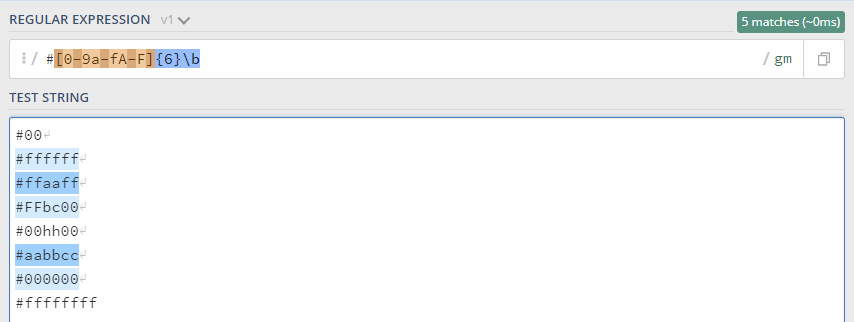 REGULAR EXPRESSION v1 5 matches (~0ms)
/ #[0-9a-fA-F]{6}\b / gm
TEST STRING
#00
#ffffff
#ffaaff
#FFbc00
#00hh00
#aabbcc
#000000
#ffffffff